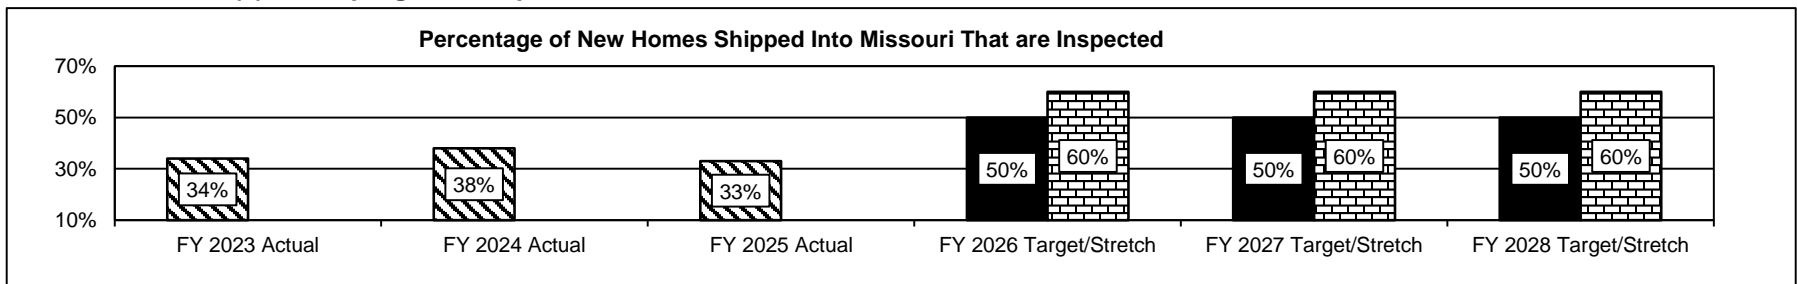 Percentage of New Homes Shipped Into Missouri That are Inspected
70%
50%
30%
10%
34%
38%
33%
50%
60%
50%
60%
50%
60%
FY 2023 Actual
FY 2024 Actual
FY 2025 Actual
FY 2026 Target/Stretch
FY 2027 Target/Stretch
FY 2028 Target/Stretch